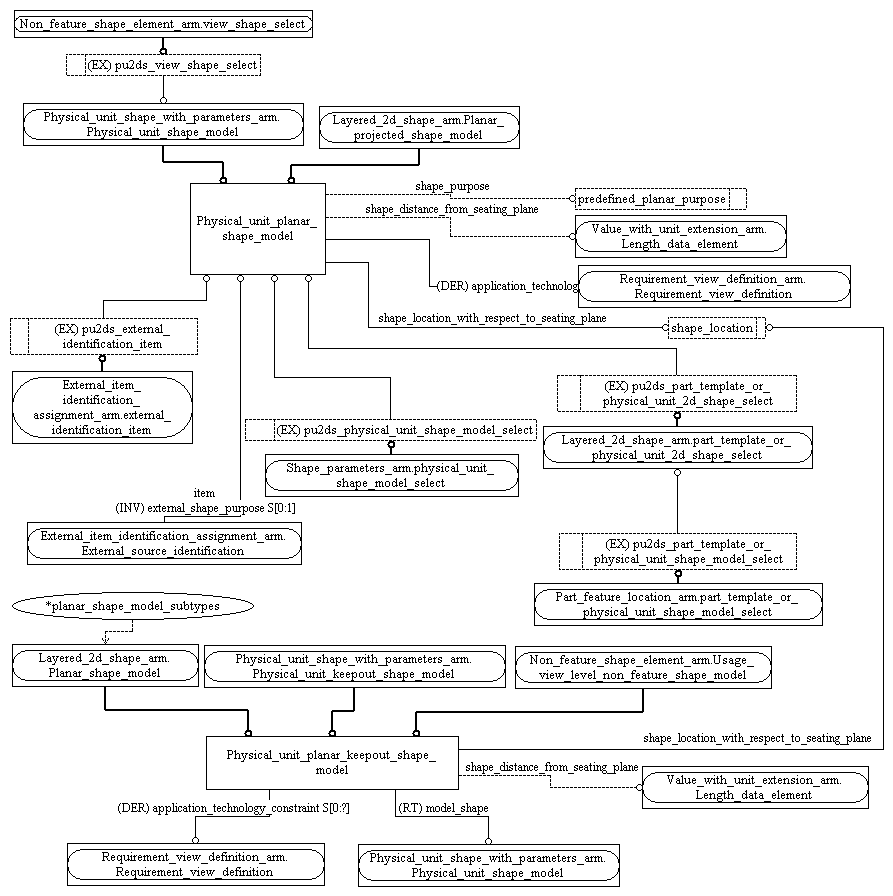 Non_feature_shape_element_arm.view_shape_select
(EX) pu2ds_view_shape_select
Physical_unit_shape_with_parameters_arm.
Physical_unit_shape_model
Layered_2d_shape_arm.Planar_
projected_shape_model
Physical_unit_planar_
shape_model
shape_purpose
predefined_planar_purpose
shape_distance_from_seating_plane
Value_with_unit_extension_arm.
Length_data_element
(DER) application_technolog
Requirement_view_definition_arm.
Requirement_view_definition
shape_location_with_respect_to_seating_plane
shape_location
(EX) pu2ds_external_
identification_item
External_item_
identification_
assignment_arm.external_
identification_item
(EX) pu2ds_physical_unit_shape_model_select
Shape_parameters_arm.physical_unit_
shape_model_select
(EX) pu2ds_part_template_or_
physical_unit_2d_shape_select
Layered_2d_shape_arm.part_template_or_
physical_unit_2d_shape_select
item
(INV) external_shape_purpose S[0:1]
External_item_identification_assignment_arm.
External_source_identification
(EX) pu2ds_part_template_or_
physical_unit_shape_model_select
Part_feature_location_arm.part_template_or_
physical_unit_shape_model_select
*planar_shape_model_subtypes
Layered_2d_shape_arm.
Planar_shape_model
Physical_unit_shape_with_parameters_arm.
Physical_unit_keepout_shape_model
Non_feature_shape_element_arm.Usage_
view_level_non_feature_shape_model
Physical_unit_planar_keepout_shape_
model
shape_location_with_respect_to_seating_plane
shape_distance_from_seating_plane
Value_with_unit_extension_arm.
Length_data_element
(DER) application_technology_constraint S[0:?]
(RT) model_shape
Requirement_view_definition_arm.
Requirement_view_definition
Physical_unit_shape_with_parameters_arm.
Physical_unit_shape_model